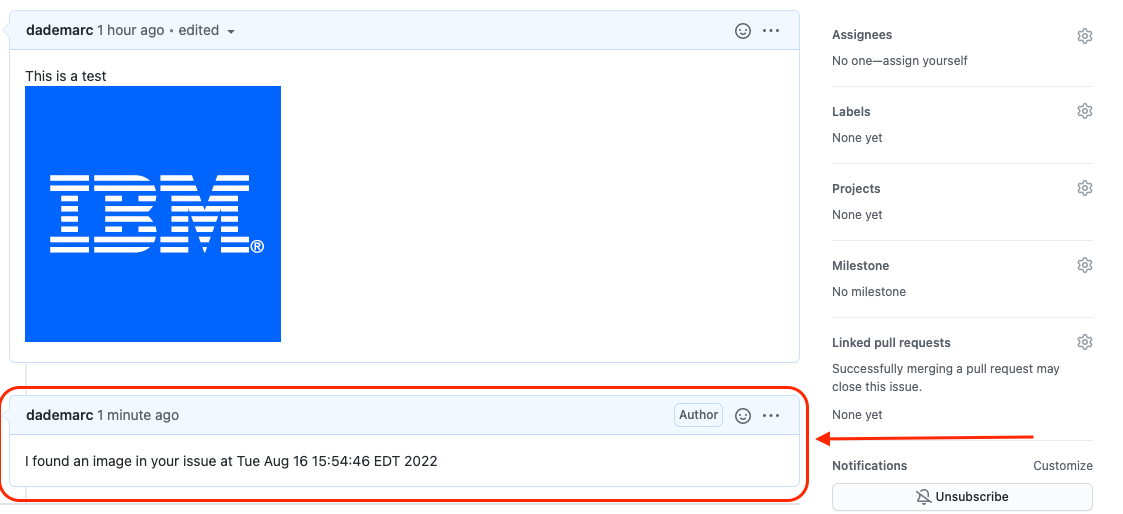 dademarc 1 hour ago • edited
This is a test
IBM®
dademarc 1 minute ago
Author
I found an image in your issue at Tue Aug 16 15:54:46 EDT 2022
Assignees
No one—assign yourself
Labels
None yet
Projects
None yet
Milestone
No milestone
Linked pull requests
Successfully merging a pull request may
close this issue.
None yet
Notifications
Customize
Unsubscribe